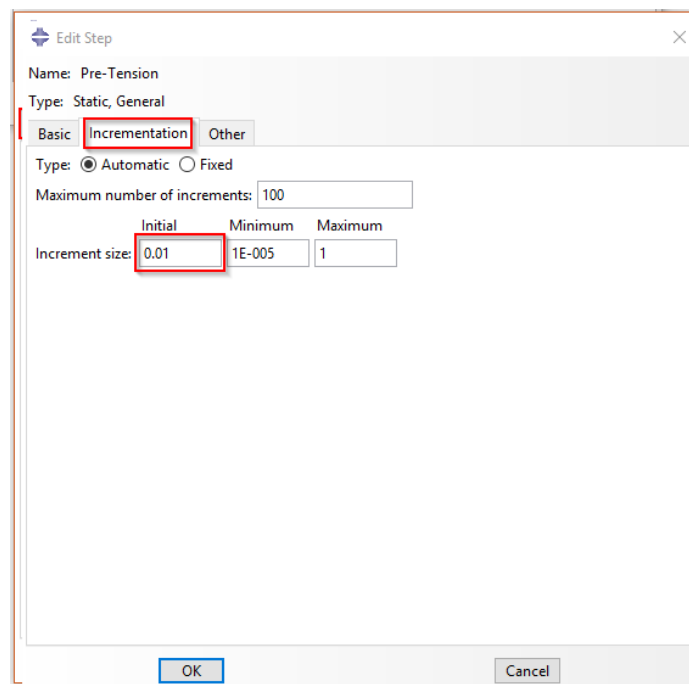 Edit Step
Name: Pre-Tension
Type: Static, General
Basic Incrementation Other
Type: Automatic Fixed
Maximum number of increments: 100
Initial Minimum Maximum
Increment size: 0.01 1E-005 1
OK Cancel